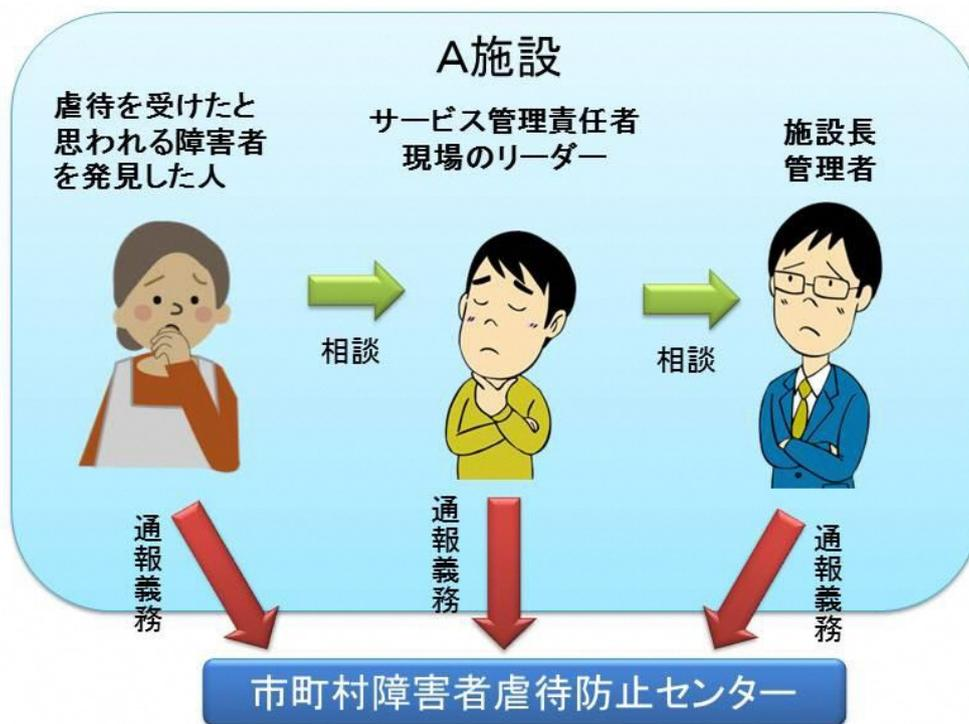 A施設
虐待を受けたと
思われる障害者
を発見した人
サービス管理責任者
現場のリーダー
施設長
管理者
相談
相談
通報義務
通報義務
通報義務
市町村障害者虐待防止センター